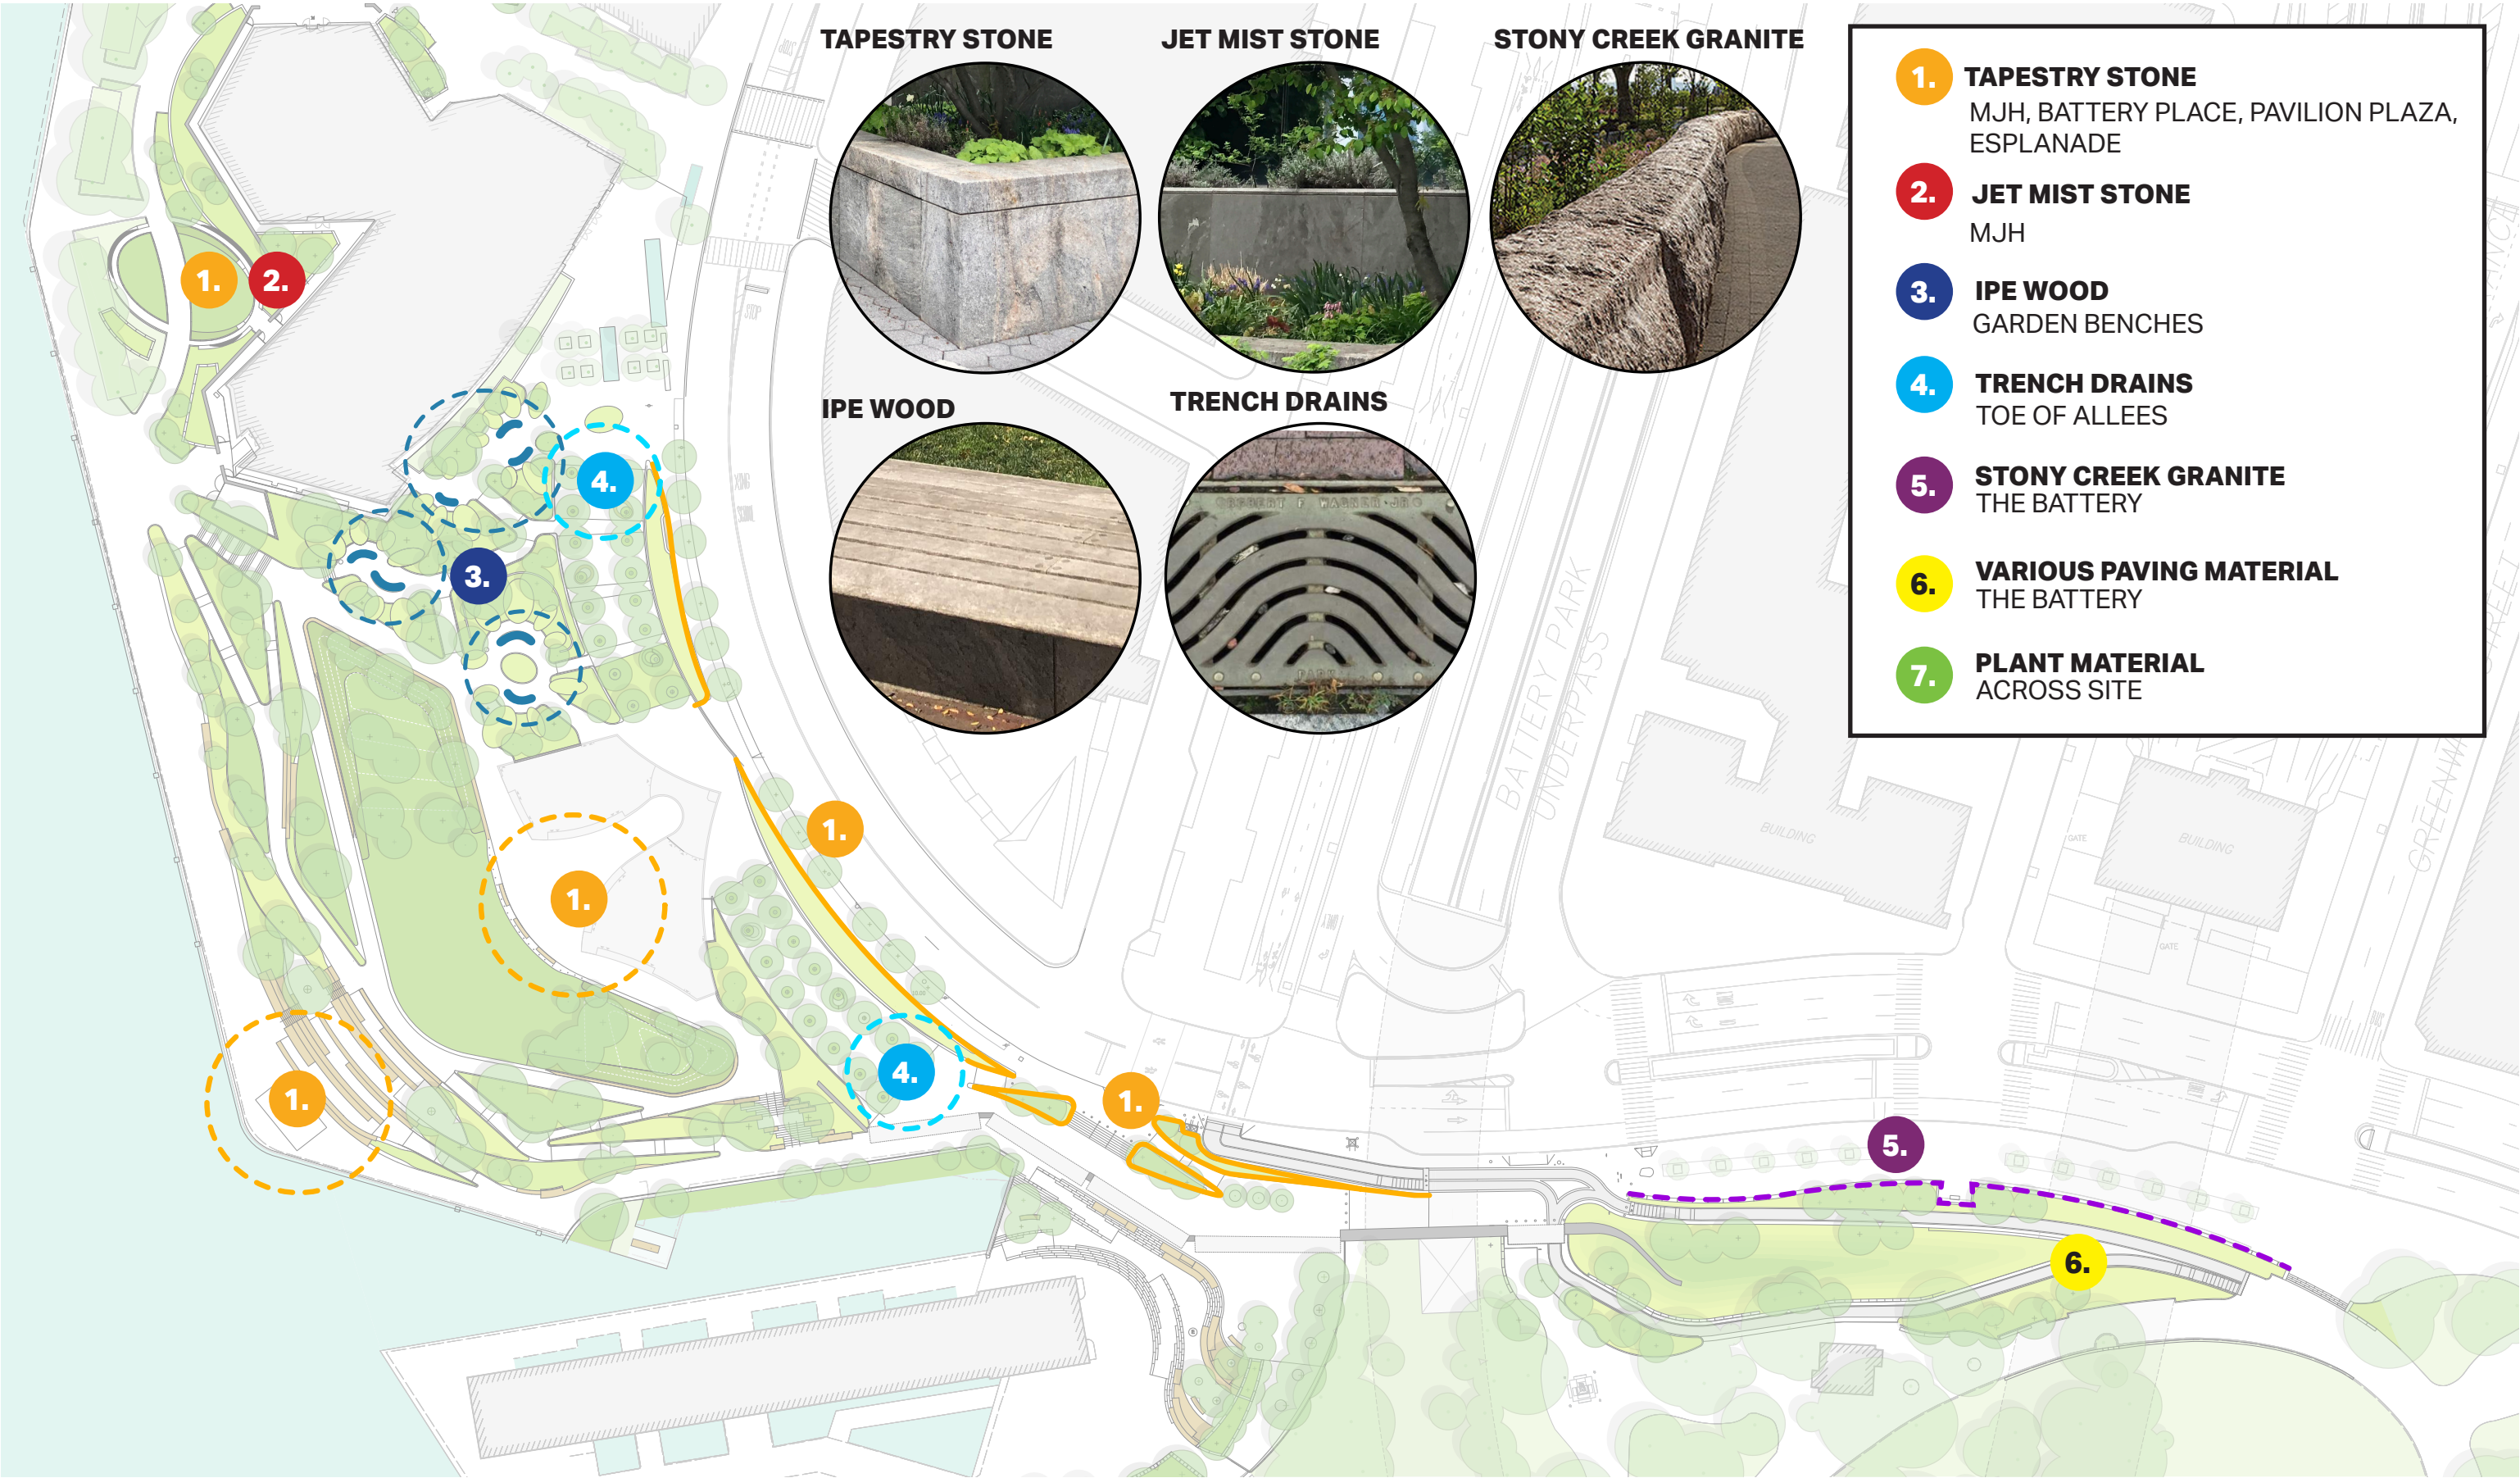 TAPESTRY STONE
JET MIST STONE
STONY CREEK GRANITE
IPE WOOD
TRENCH DRAINS
1. TAPESTRY STONE
MJH, BATTERY PLACE, PAVILION PLAZA,
ESPLANADE
2. JET MIST STONE
MJH
3. IPE WOOD
GARDEN BENCHES
4. TRENCH DRAINS
TOE OF ALLEES
5. STONY CREEK GRANITE
THE BATTERY
6. VARIOUS PAVING MATERIAL
THE BATTERY
7. PLANT MATERIAL
ACROSS SITE
1.
2.
4.
3.
1.
1.
4.
1.
1.
5.
6.
STOP
BATTERY PARK
UNDERPASS
BUILDING
GATE
BUILDING
GATE